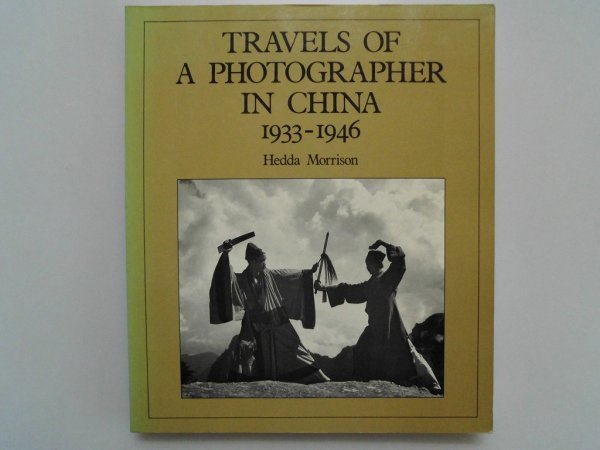 TRAVELS OF
A PHOTOGRAPHER
IN CHINA
1933-1946
Hedda Morrison